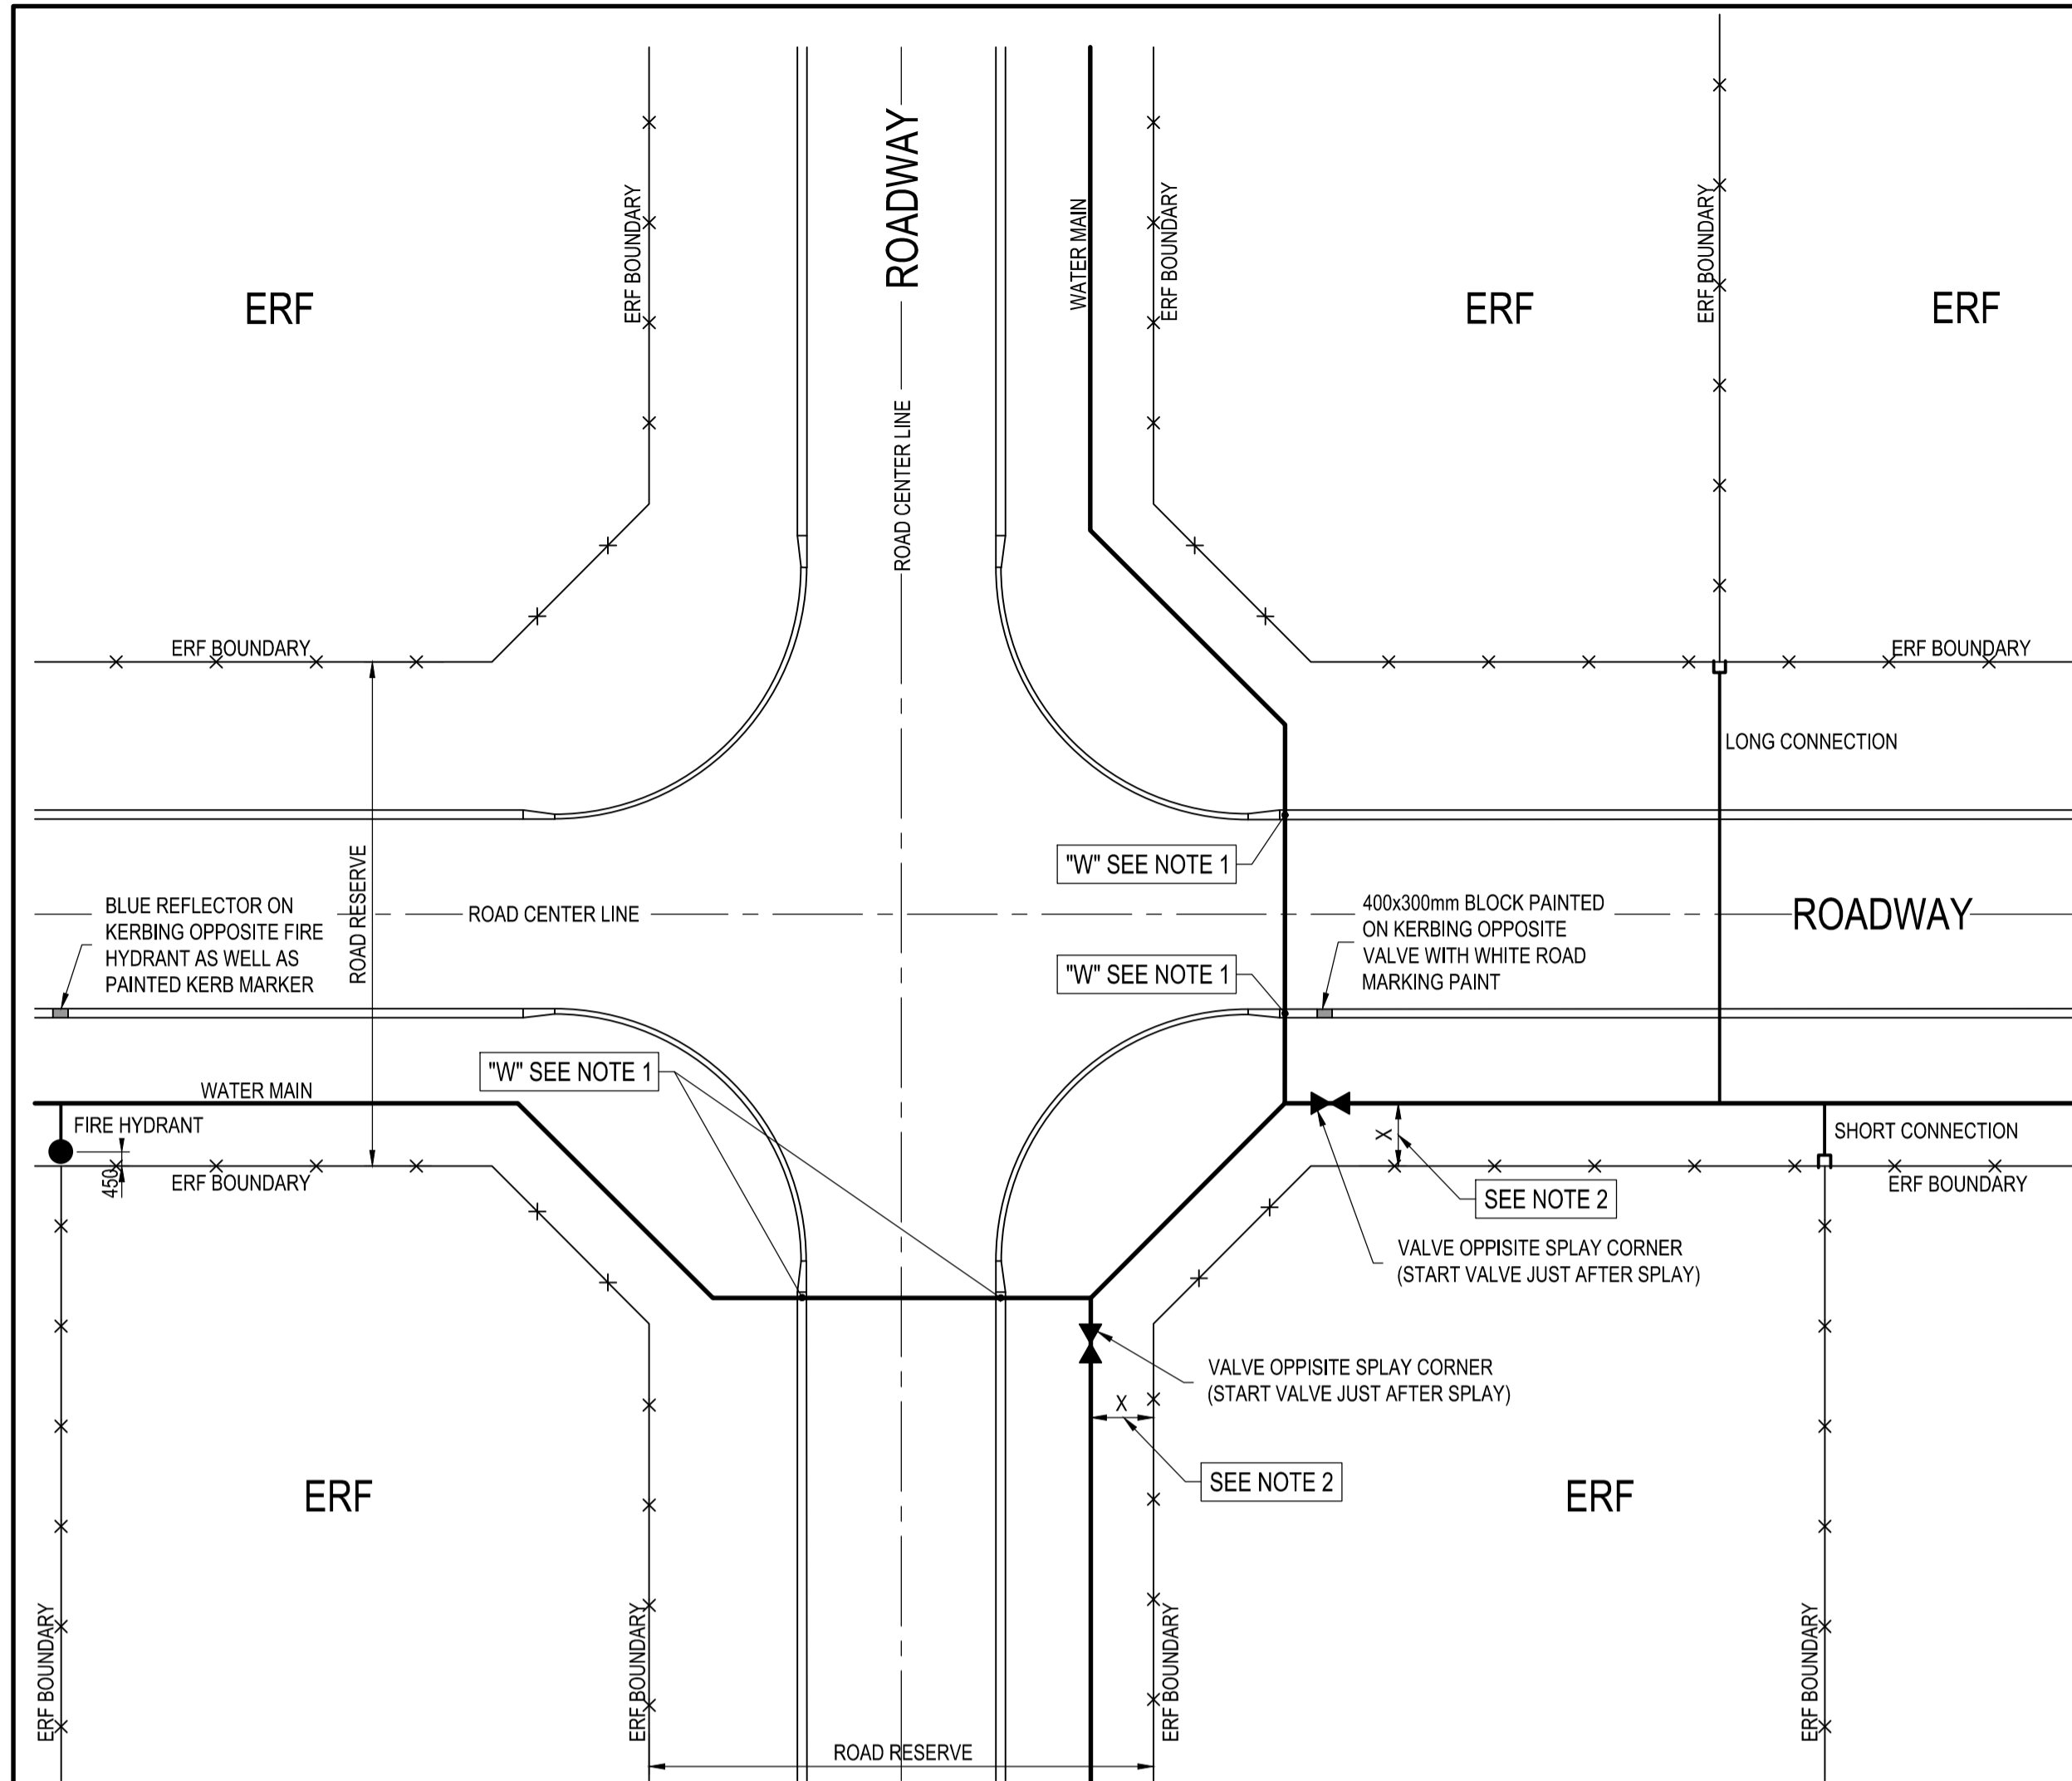 ROADWAY
ERF BOUNDARY
WATER MAIN
ERF BOUNDARY
ERF BOUNDARY
ERF
ERF
ERF
ROAD CENTER LINE
ERF BOUNDARY
ERF BOUNDARY
LONG CONNECTION
"W" SEE NOTE 1
ROAD RESERVE
BLUE REFLECTOR ON
KERBING OPPOSITE FIRE
HYDRANT AS WELL AS
PAINTED KERB MARKER
ROAD CENTER LINE
400x300mm BLOCK PAINTED
ON KERBING OPPOSITE
VALVE WITH WHITE ROAD
MARKING PAINT
ROADWAY
"W" SEE NOTE 1
"W" SEE NOTE 1
WATER MAIN
FIRE HYDRANT
450
ERF BOUNDARY
X
SHORT CONNECTION
ERF BOUNDARY
SEE NOTE 2
VALVE OPPISITE SPLAY CORNER
(START VALVE JUST AFTER SPLAY)
VALVE OPPISITE SPLAY CORNER
(START VALVE JUST AFTER SPLAY)
X
SEE NOTE 2
ERF
ERF
ERF BOUNDARY
ERF BOUNDARY
ERF BOUNDARY
ERF BOUNDARY
ROAD RESERVE